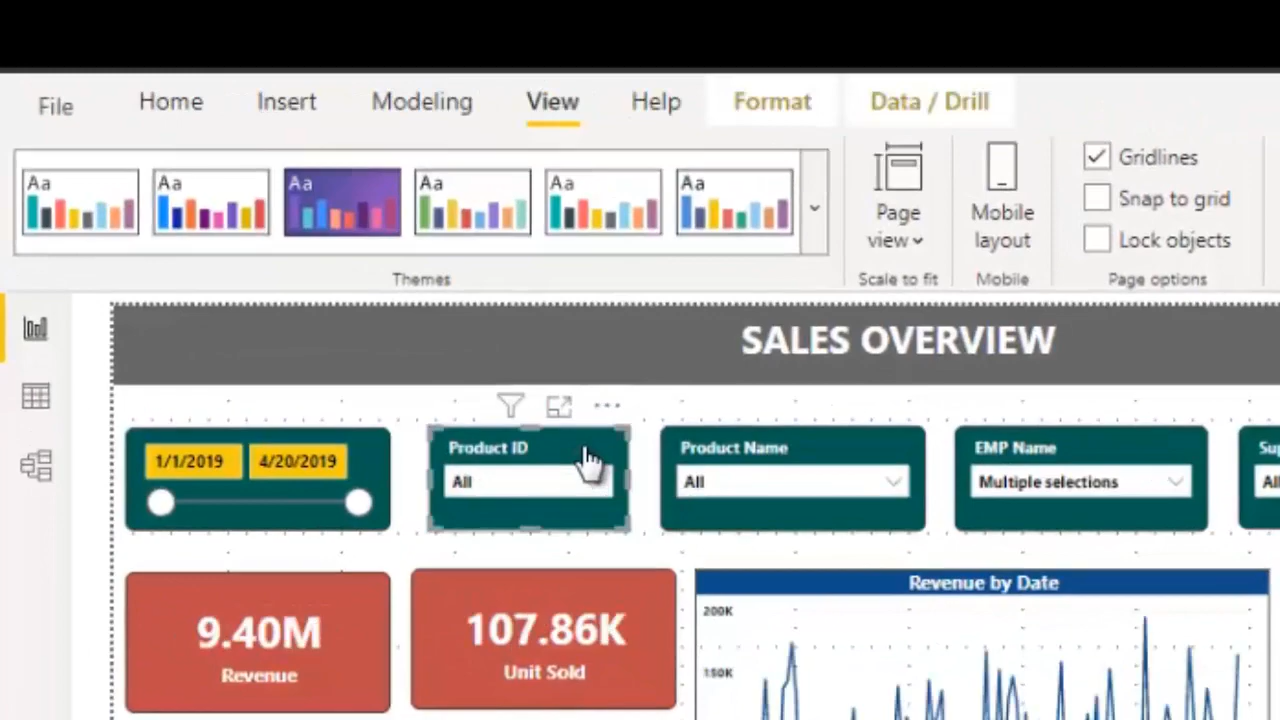 File Home Insert Modeling View Help Format Data / Drill
Aa Aa Aa Aa Aa Aa
Page view
Mobile layout
Gridlines
Snap to grid
Lock objects
Themes Scale to fit Mobile Page options
SALES OVERVIEW
1/1/2019 4/20/2019
Product ID
All
Product Name
All
EMP Name
Multiple selections
9.40M
Revenue
107.86K
Unit Sold
Revenue by Date
200K
150K